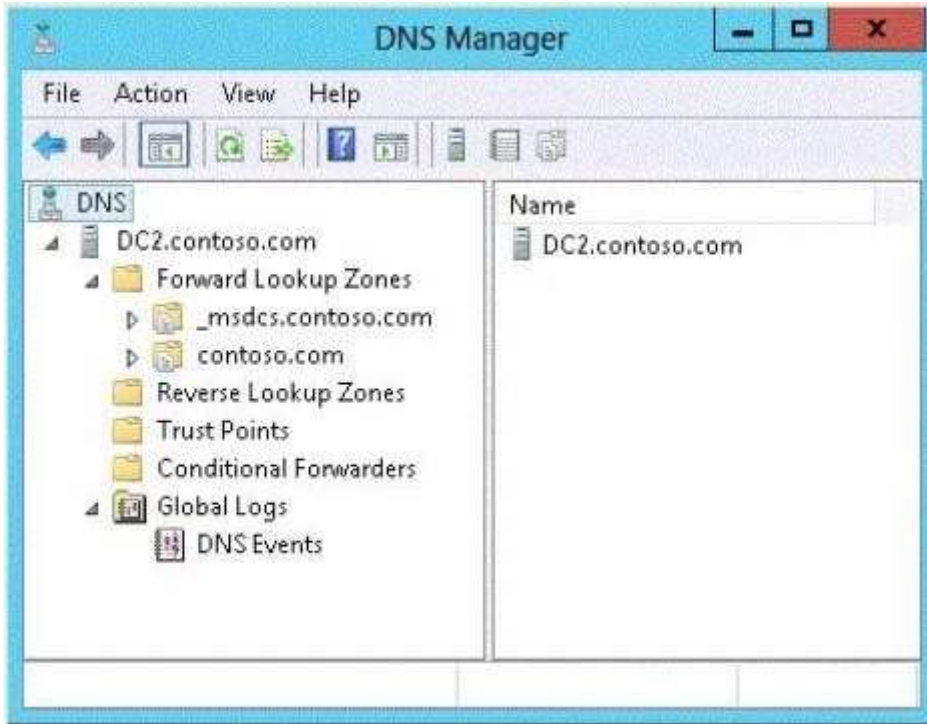 DNS Manager
File Action View Help
DNS
DC2.contoso.com
Forward Lookup Zones
_msdcs.contoso.com
contoso.com
Reverse Lookup Zones
Trust Points
Conditional Forwarders
Global Logs
DNS Events
Name
DC2.contoso.com